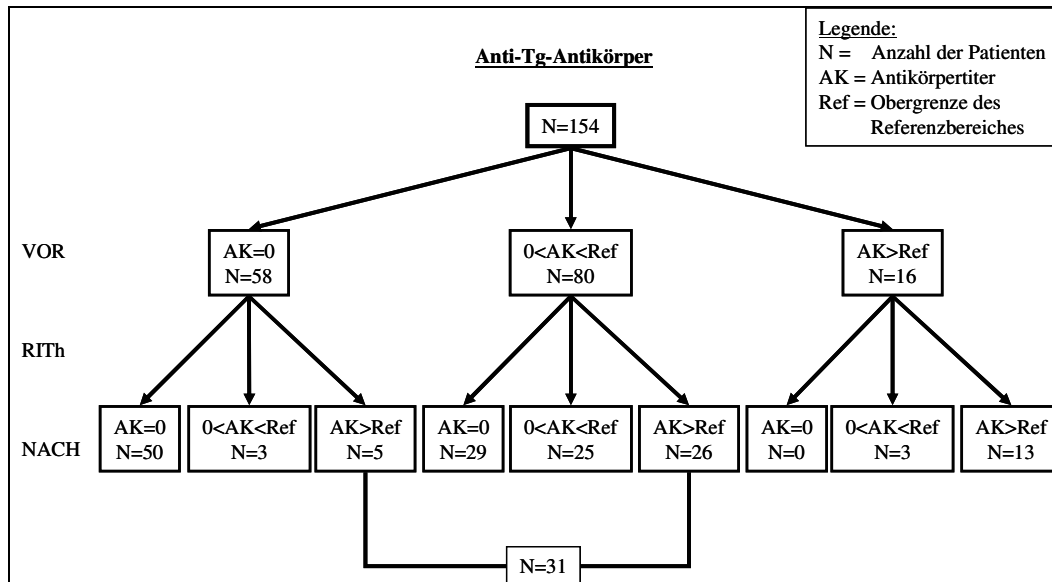 Legende:
N = Anzahl der Patienten
AK = Antikörpertiter
Ref = Obergrenze des
Referenzbereiches
Anti-Tg-Antikörper
N=154
VOR
AK=0
N=58
0<AK<Ref
N=80
AK>Ref
N=16
RITh
NACH
AK=0
N=50
0<AK<Ref
N=3
AK>Ref
N=5
AK=0
N=29
0<AK<Ref
N=25
AK>Ref
N=26
AK=0
N=0
0<AK<Ref
N=3
AK>Ref
N=13
N=31